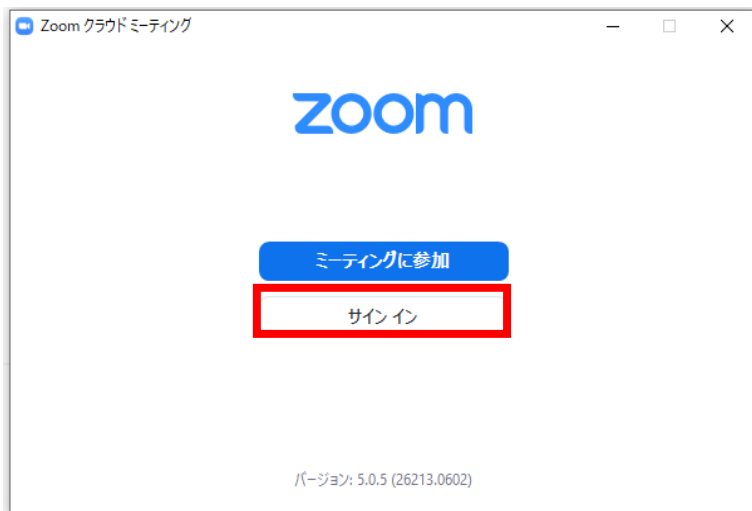 Zoom クラウド ミーティング
zoom
ミーティングに参加
サイン イン
バージョン: 5.0.5 (26213.0602)